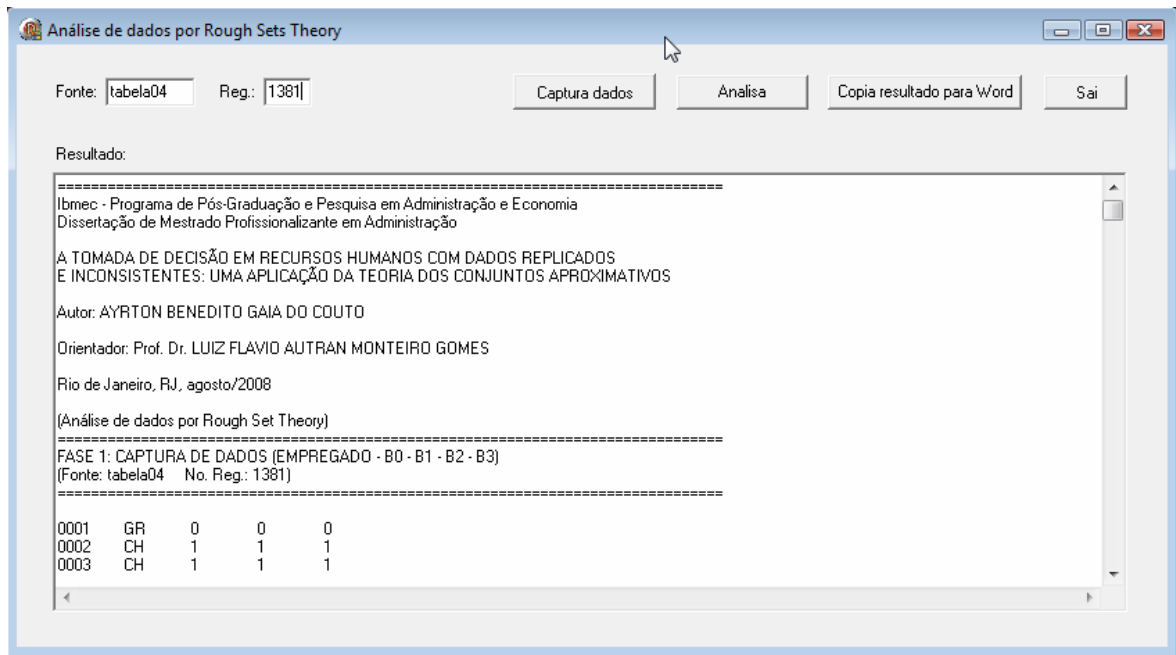 Análise de dados por Rough Sets Theory
Fonte: tabela04 Reg.: 1381 Captura dados Analisa Copia resultado para Word Sai
Resultado:
================================================================================
Ibmec - Programa de Pós-Graduação e Pesquisa em Administração e Economia
Dissertação de Mestrado Profissionalizante em Administração
A TOMADA DE DECISÃO EM RECURSOS HUMANOS COM DADOS REPLICADOS
E INCONSISTENTES: UMA APLICAÇÃO DA TEORIA DOS CONJUNTOS APROXIMATIVOS
Autor: AYRTON BENEDITO GAIA DO COUTO
Orientador: Prof. Dr. LUIZ FLAVIO AUTRAN MONTEIRO GOMES
Rio de Janeiro, RJ, agosto/2008
(Análise de dados por Rough Set Theory)
================================================================================
FASE 1: CAPTURA DE DADOS (EMPREGADO - B0 - B1 - B2 - B3)
(Fonte: tabela04 No. Reg.: 1381)
================================================================================
0001 GR 0 0 0
0002 CH 1 1 1
0003 CH 1 1 1